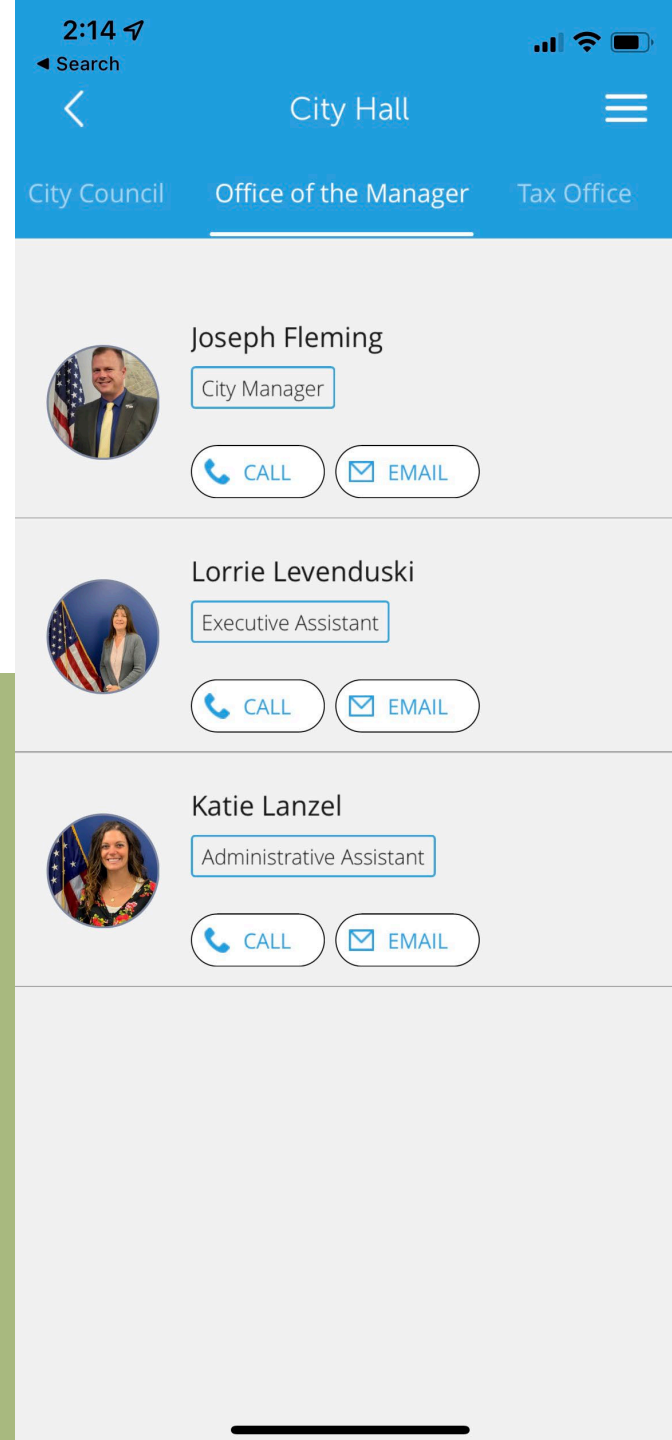 2:14
◄ Search
City Hall
City Council Office of the Manager Tax Office
Joseph Fleming
City Manager
CALL EMAIL
Lorrie Levenduski
Executive Assistant
CALL EMAIL
Katie Lanzel
Administrative Assistant
CALL EMAIL